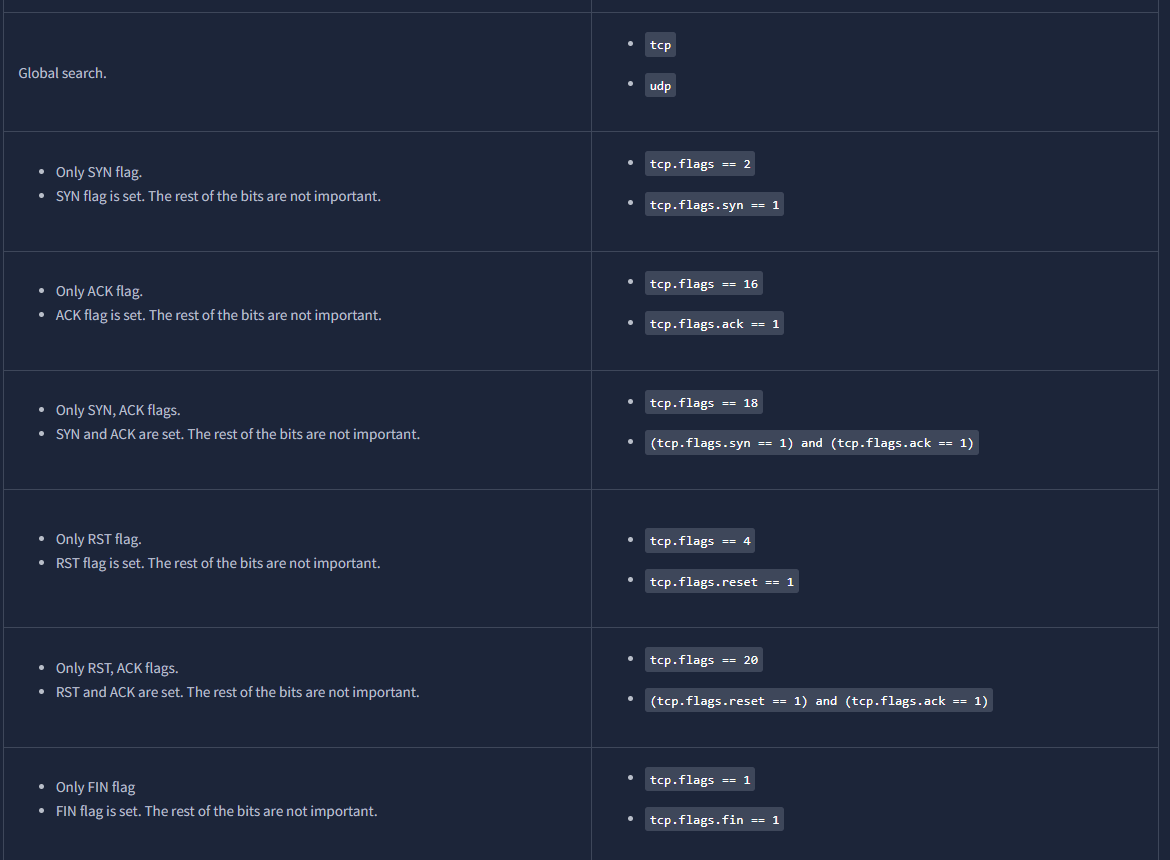 Global search.
tcp
udp
Only SYN flag.
SYN flag is set. The rest of the bits are not important.
tcp.flags == 2
tcp.flags.syn == 1
Only ACK flag.
ACK flag is set. The rest of the bits are not important.
tcp.flags == 16
tcp.flags.ack == 1
Only SYN, ACK flags.
SYN and ACK are set. The rest of the bits are not important.
tcp.flags == 18
(tcp.flags.syn == 1) and (tcp.flags.ack == 1)
Only RST flag.
RST flag is set. The rest of the bits are not important.
tcp.flags == 4
tcp.flags.reset == 1
Only RST, ACK flags.
RST and ACK are set. The rest of the bits are not important.
tcp.flags == 20
(tcp.flags.reset == 1) and (tcp.flags.ack == 1)
Only FIN flag
FIN flag is set. The rest of the bits are not important.
tcp.flags == 1
tcp.flags.fin == 1